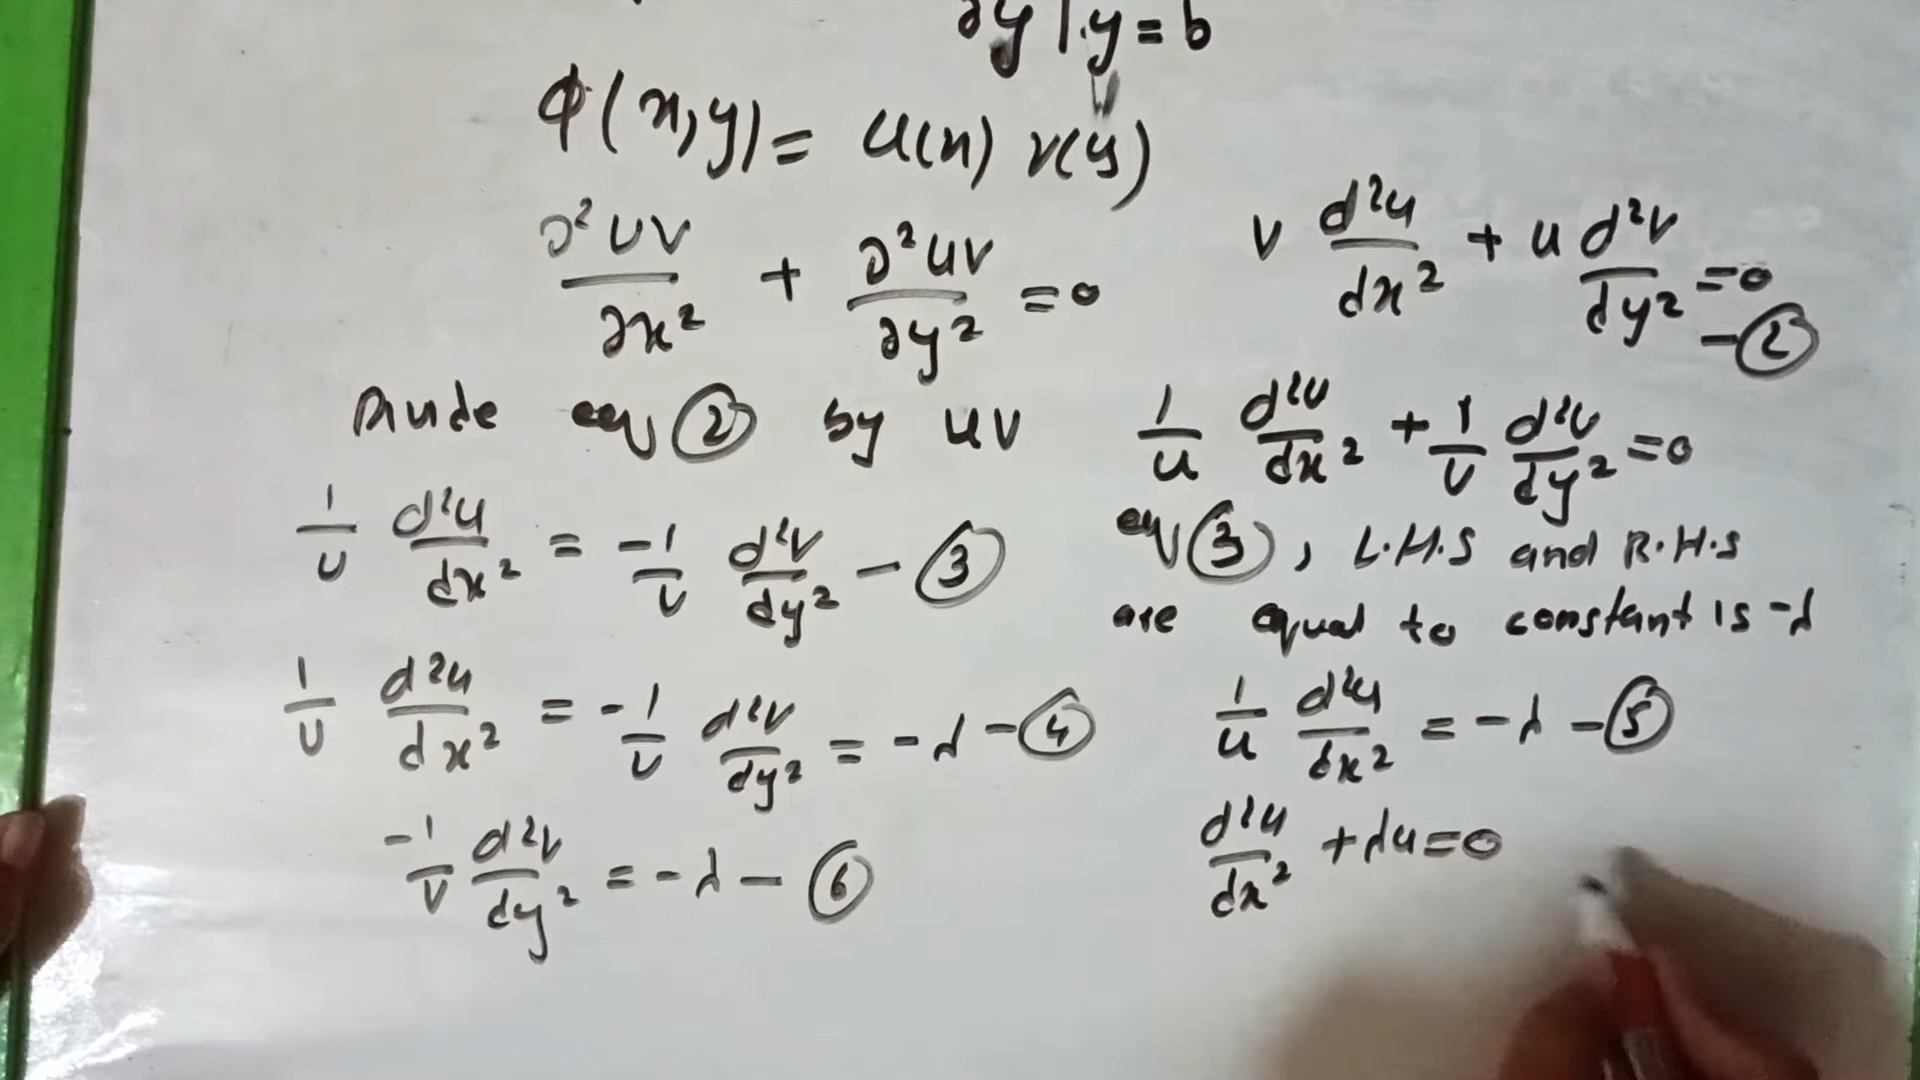 ∂y |.y = b
ϕ(x,y) = u(x) v(y)
∂²uv/∂x² + ∂²uv/∂y² = 0
v d²u/dx² + u d²v/dy² = 0 - ②
Divide eq ② by uv
1/u d²u/dx² + 1/v d²v/dy² = 0
1/u d²u/dx² = -1/v d²v/dy² - ③
eq ③, L.H.S and R.H.S
are equal to constant is -λ
1/u d²u/dx² = -1/v d²v/dy² = -λ - ④
1/u d²u/dx² = -λ - ⑤
-1/v d²v/dy² = -λ - ⑥
d²u/dx² + λu = 0